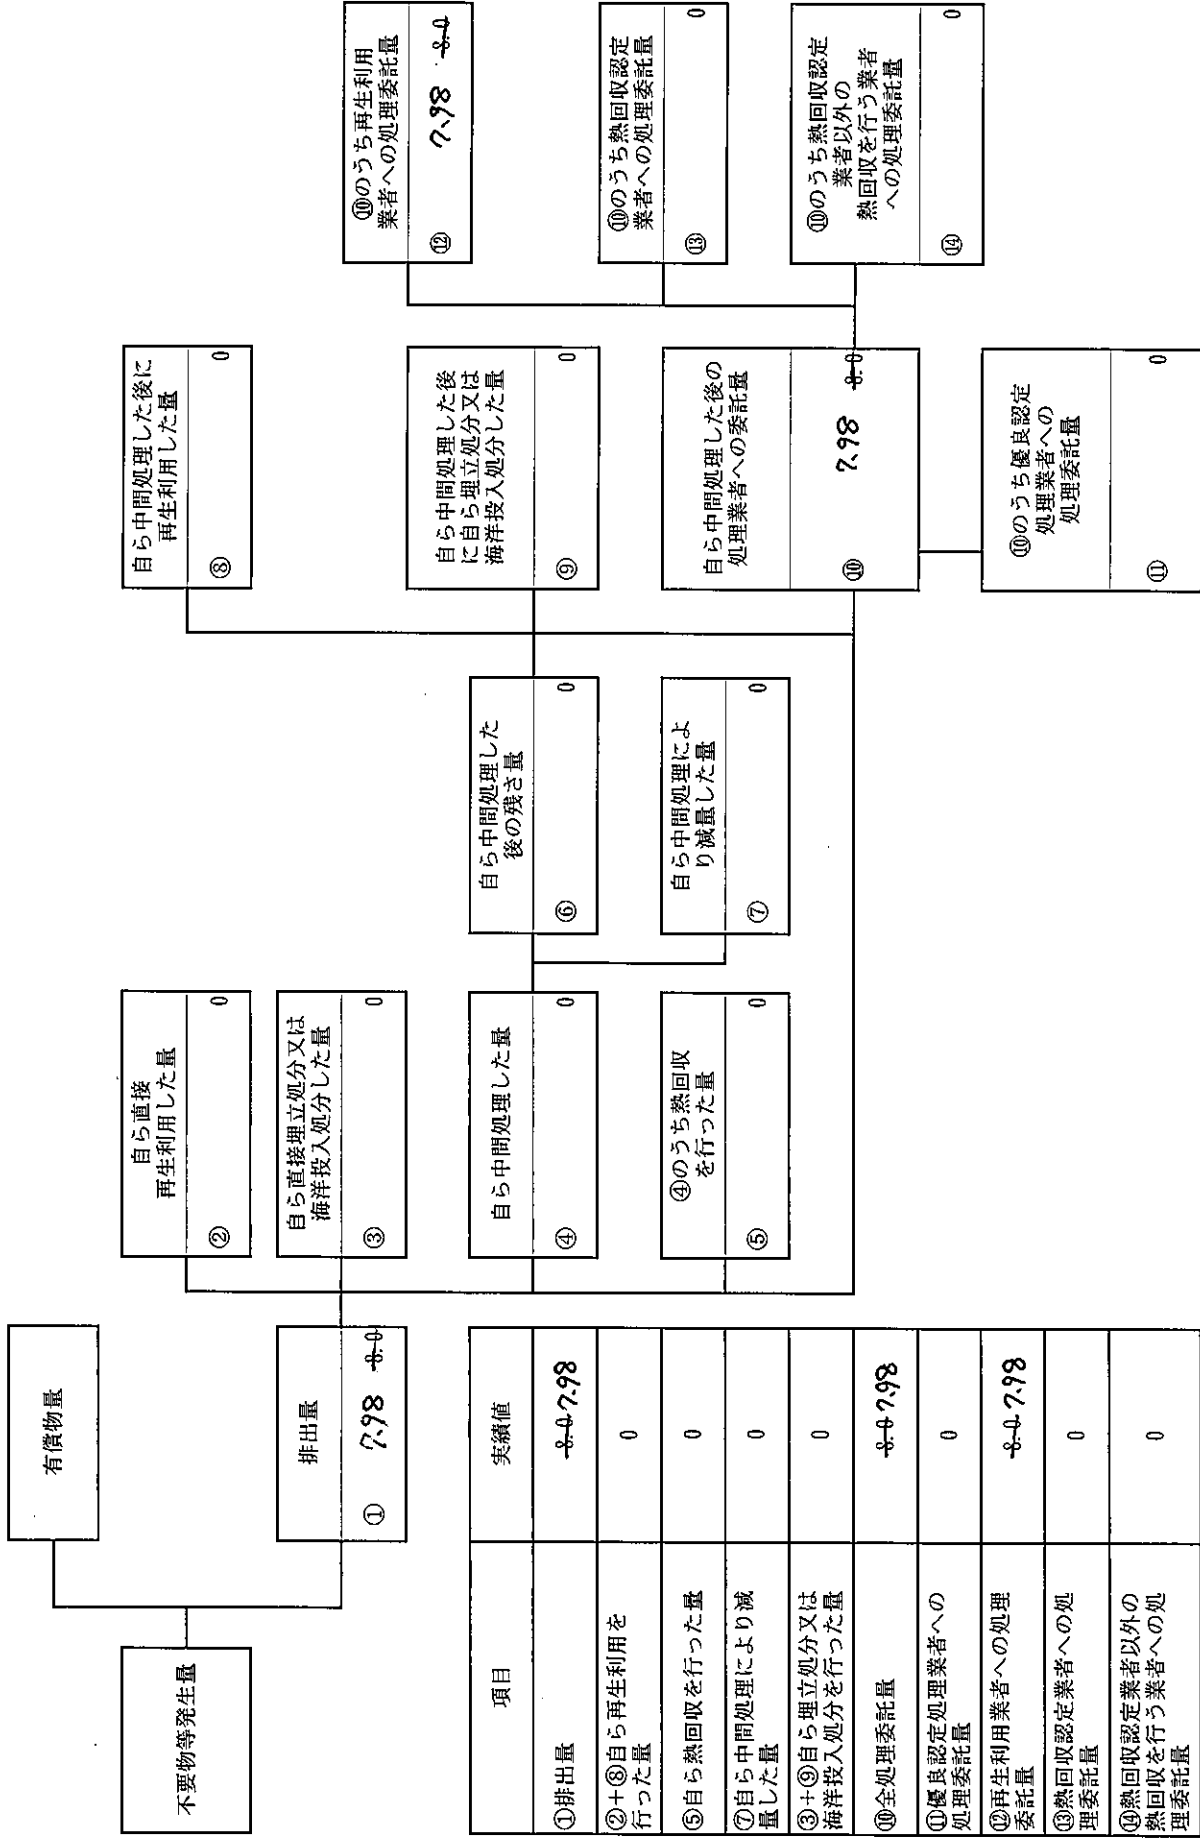 不要物等発生量
有償物量
排出量
① 7.98 8.0
自ら直接
再生利用した量
② 0
自ら直接埋立処分又は
海洋投入処分した量
③ 0
自ら中間処理した量
④ 0
④のうち熱回収
を行った量
⑤ 0
自ら中間処理した
後の残さ量
⑥ 0
自ら中間処理によ
り減量した量
⑦ 0
自ら中間処理した後に
再生利用した量
⑧ 0
自ら中間処理した後
に自ら埋立処分又は
海洋投入処分した量
⑨ 0
自ら中間処理した後の
処理業者への委託量
⑩ 7.98 8.0
⑩のうち優良認定
処理業者への
処理委託量
⑪ 0
⑩のうち再生利用
業者への処理委託量
⑫ 7.98 8.0
⑩のうち熱回収認定
業者への処理委託量
⑬ 0
⑩のうち熱回収認定
業者以外の
熱回収を行う業者
への処理委託量
⑭ 0
項目 実績値
①排出量 8.0 7.98
②+⑧自ら再生利用を
行った量 0
⑤自ら熱回収を行った量 0
⑦自ら中間処理により減
量した量 0
③+⑨自ら埋立処分又は
海洋投入処分を行った量 0
⑩全処理委託量 8.0 7.98
⑪優良認定処理業者への
処理委託量 0
⑫再生利用業者への処理
委託量 8.0 7.98
⑬熱回収認定業者への処
理委託量 0
⑭熱回収認定業者以外の
熱回収を行う業者への処
理委託量 0